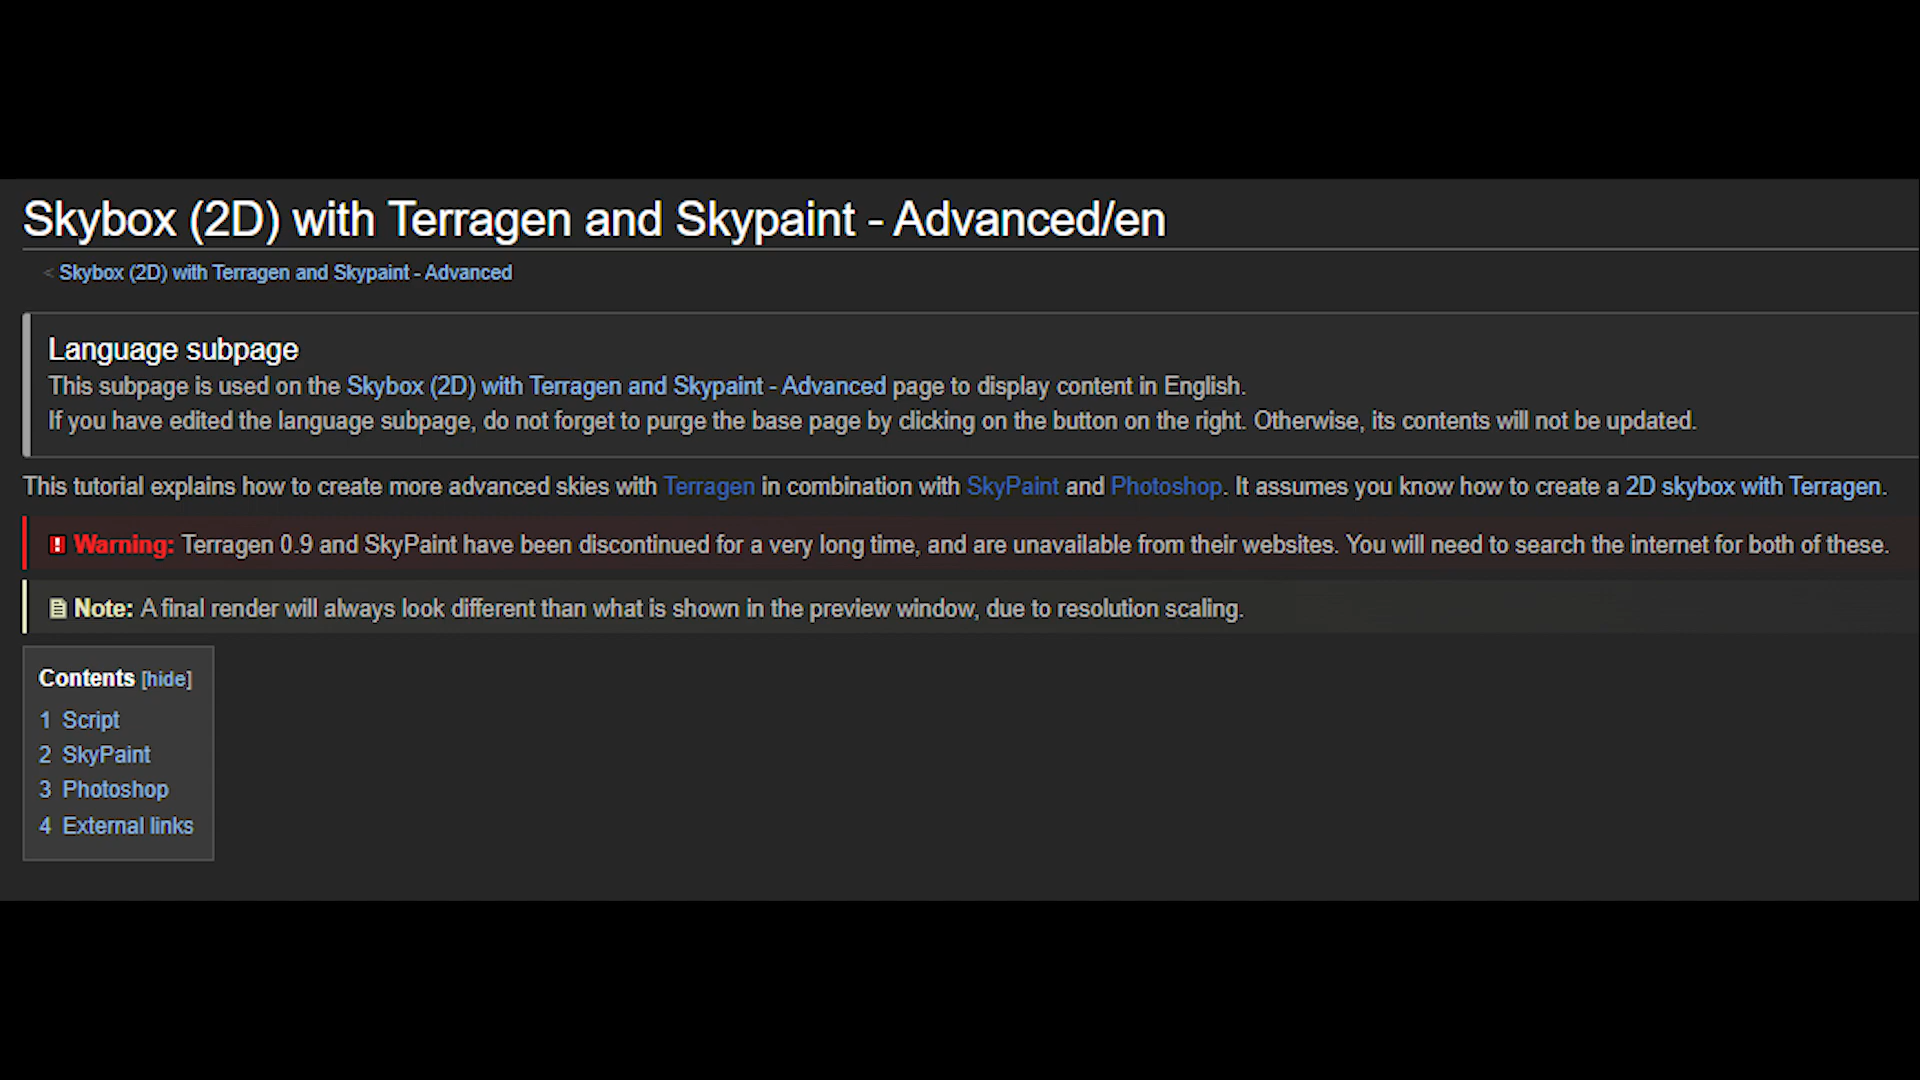 Skybox (2D) with Terragen and Skypaint - Advanced/en
< Skybox (2D) with Terragen and Skypaint - Advanced
Language subpage
This subpage is used on the Skybox (2D) with Terragen and Skypaint - Advanced page to display content in English.
If you have edited the language subpage, do not forget to purge the base page by clicking on the button on the right. Otherwise, its contents will not be updated.
This tutorial explains how to create more advanced skies with Terragen in combination with SkyPaint and Photoshop. It assumes you know how to create a 2D skybox with Terragen.
Warning: Terragen 0.9 and SkyPaint have been discontinued for a very long time, and are unavailable from their websites. You will need to search the internet for both of these.
Note: A final render will always look different than what is shown in the preview window, due to resolution scaling.
Contents [hide]
1 Script
2 SkyPaint
3 Photoshop
4 External links